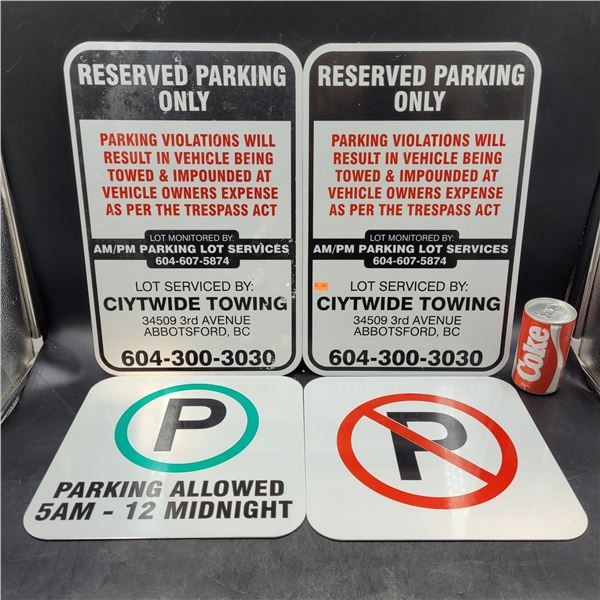 RESERVED PARKING
ONLY
PARKING VIOLATIONS WILL
RESULT IN VEHICLE BEING
TOWED & IMPOUNDED AT
VEHICLE OWNERS EXPENSE
AS PER THE TRESPASS ACT
LOT MONITORED BY:
AM/PM PARKING LOT SERVICES
604-607-5874
LOT SERVICED BY:
CIYTWIDE TOWING
34509 3rd AVENUE
ABBOTSFORD, BC
604-300-3030
RESERVED PARKING
ONLY
PARKING VIOLATIONS WILL
RESULT IN VEHICLE BEING
TOWED & IMPOUNDED AT
VEHICLE OWNERS EXPENSE
AS PER THE TRESPASS ACT
LOT MONITORED BY:
AM/PM PARKING LOT SERVICES
604-607-5874
LOT SERVICED BY:
CIYTWIDE TOWING
34509 3rd AVENUE
ABBOTSFORD, BC
604-300-3030
Coke
P
PARKING ALLOWED
5AM - 12 MIDNIGHT
P